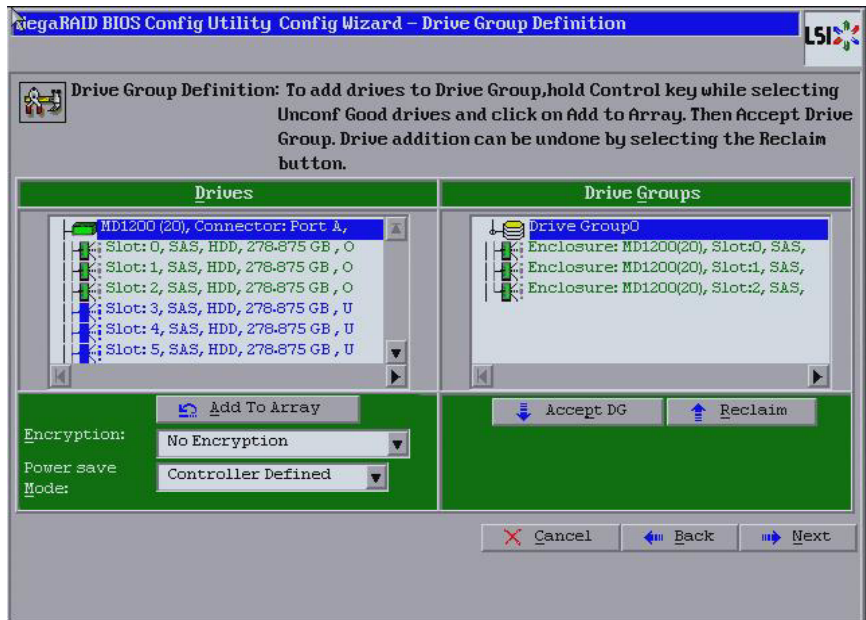 MegaRAID BIOS Config Utility Config Wizard – Drive Group Definition
LSI
Drive Group Definition: To add drives to Drive Group,hold Control key while selecting
Unconf Good drives and click on Add to Array. Then Accept Drive
Group. Drive addition can be undone by selecting the Reclaim
button.
Drives
MD1200 (20), Connector: Port A,
Slot: 0, SAS, HDD, 278.875 GB , O
Slot: 1, SAS, HDD, 278.875 GB , O
Slot: 2, SAS, HDD, 278.875 GB , O
Slot: 3, SAS, HDD, 278.875 GB , U
Slot: 4, SAS, HDD, 278.875 GB , U
Slot: 5, SAS, HDD, 278.875 GB , U
Add To Array
Encryption:
No Encryption
Power save
Mode:
Controller Defined
Drive Groups
Drive Group0
Enclosure: MD1200(20), Slot:0, SAS,
Enclosure: MD1200(20), Slot:1, SAS,
Enclosure: MD1200(20), Slot:2, SAS,
Accept DG
Reclaim
Cancel
Back
Next